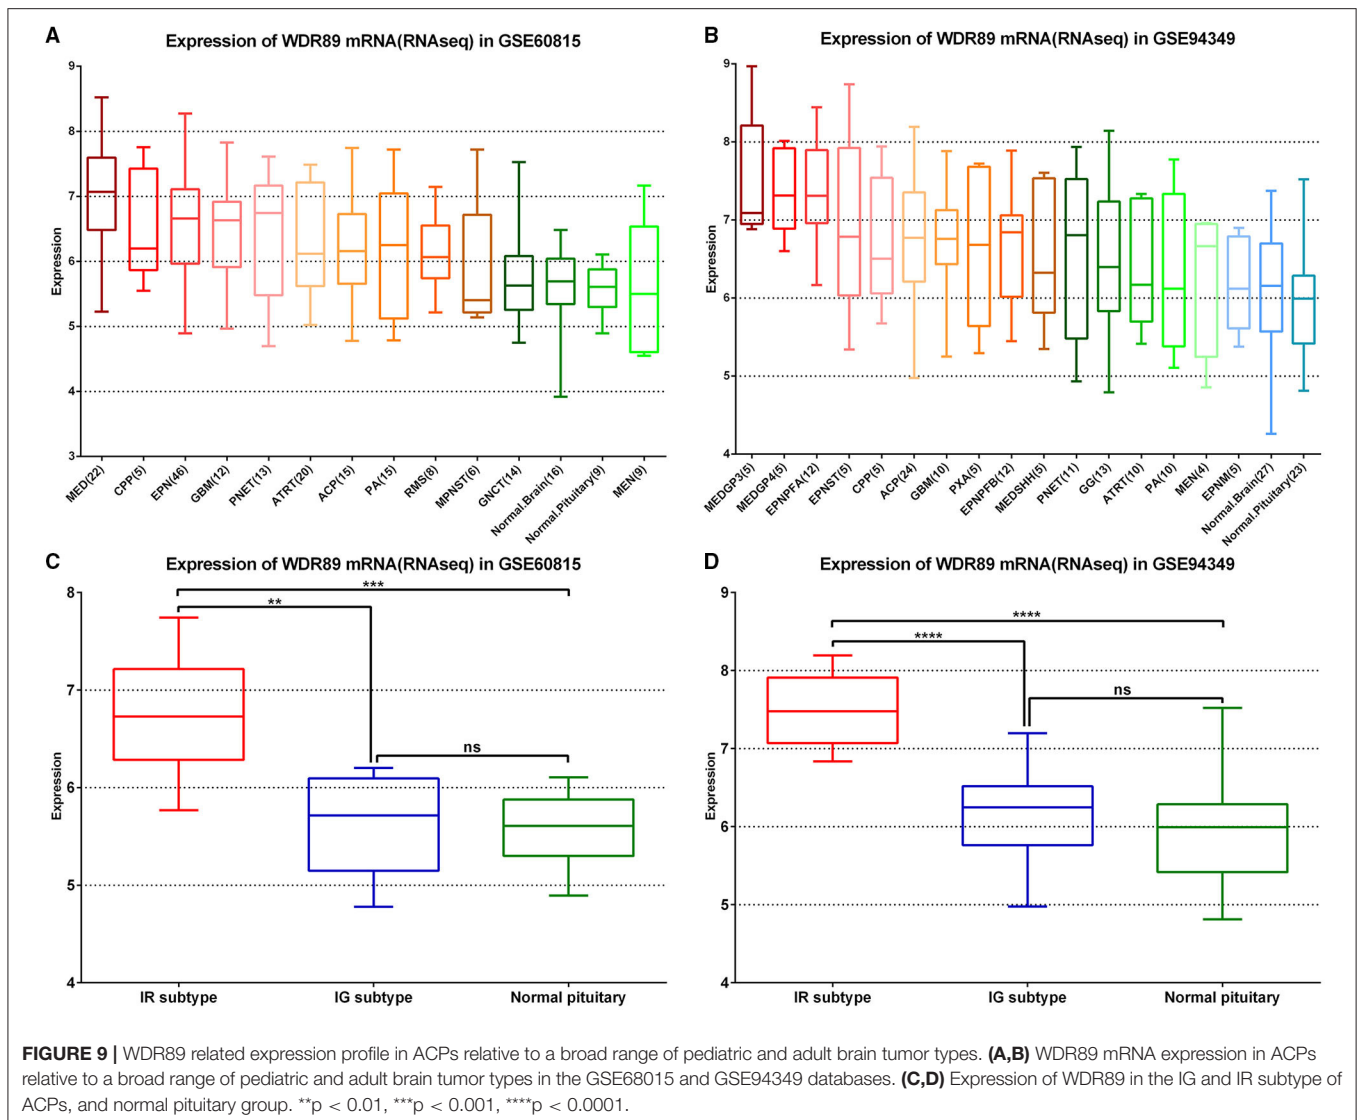 A
Expression of WDR89 mRNA(RNAseq) in GSE60815
Expression
9
8
7
6
5
4
3
MED(22)
CPP(5)
EPN(46)
GBM(12)
PNET(13)
ATRT(20)
ACP(15)
PA(15)
RMS(8)
MPNST(6)
GNCT(14)
Normal.Brain(16)
Normal.Pituitary(9)
MEN(9)
B
Expression of WDR89 mRNA(RNAseq) in GSE94349
Expression
9
8
7
6
5
4
MEDGP3(5)
MEDGP4(5)
EPNPFA(12)
EPNST(5)
CPP(5)
ACP(24)
GBM(10)
PXA(5)
EPNPFB(12)
MEDSHH(5)
PNET(11)
GG(13)
ATRT(10)
PA(10)
MEN(4)
EPNM(5)
Normal.Brain(27)
Normal.Pituitary(23)
C
Expression of WDR89 mRNA(RNAseq) in GSE60815
Expression
8
7
6
5
4
***
**
ns
IR subtype
IG subtype
Normal pituitary
D
Expression of WDR89 mRNA(RNAseq) in GSE94349
Expression
9
8
7
6
5
4
****
****
ns
IR subtype
IG subtype
Normal pituitary
FIGURE 9 | WDR89 related expression profile in ACPs relative to a broad range of pediatric and adult brain tumor types. (A,B) WDR89 mRNA expression in ACPs
relative to a broad range of pediatric and adult brain tumor types in the GSE68015 and GSE94349 databases. (C,D) Expression of WDR89 in the IG and IR subtype of
ACPs, and normal pituitary group. **p < 0.01, ***p < 0.001, ****p < 0.0001.